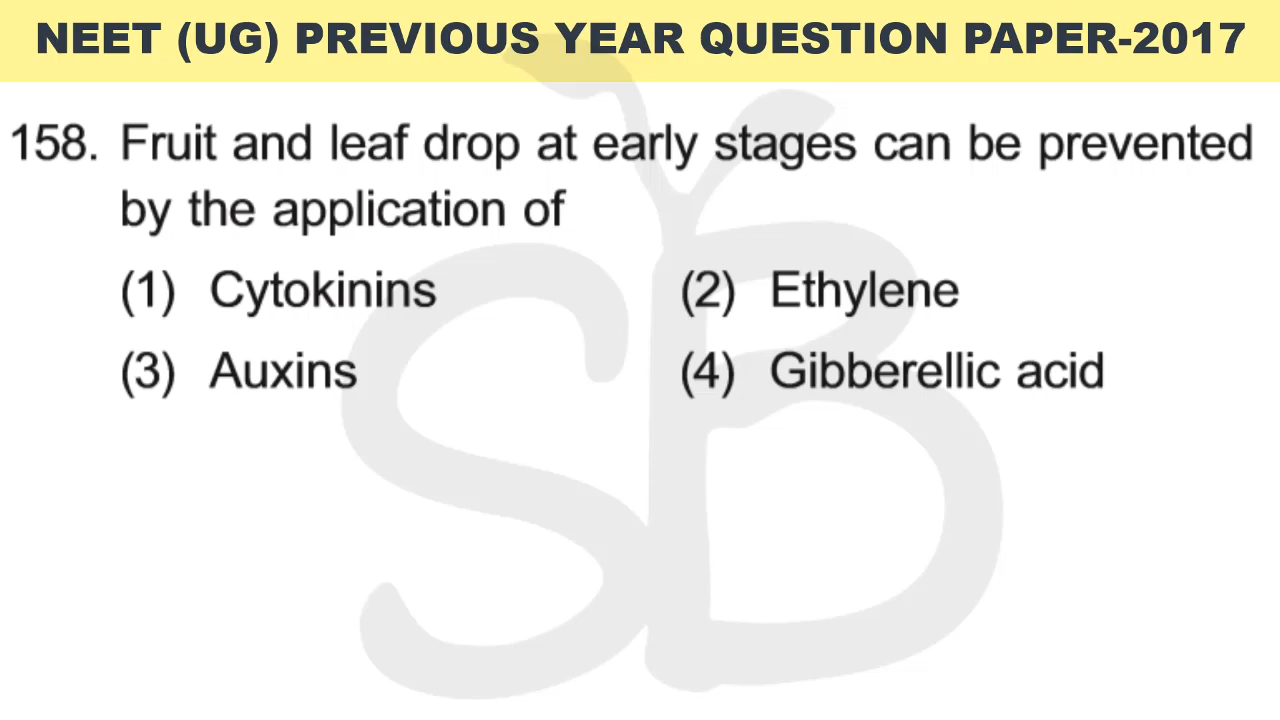 NEET (UG) PREVIOUS YEAR QUESTION PAPER-2017
158. Fruit and leaf drop at early stages can be prevented
by the application of
(1) Cytokinins (2) Ethylene
(3) Auxins (4) Gibberellic acid
SB